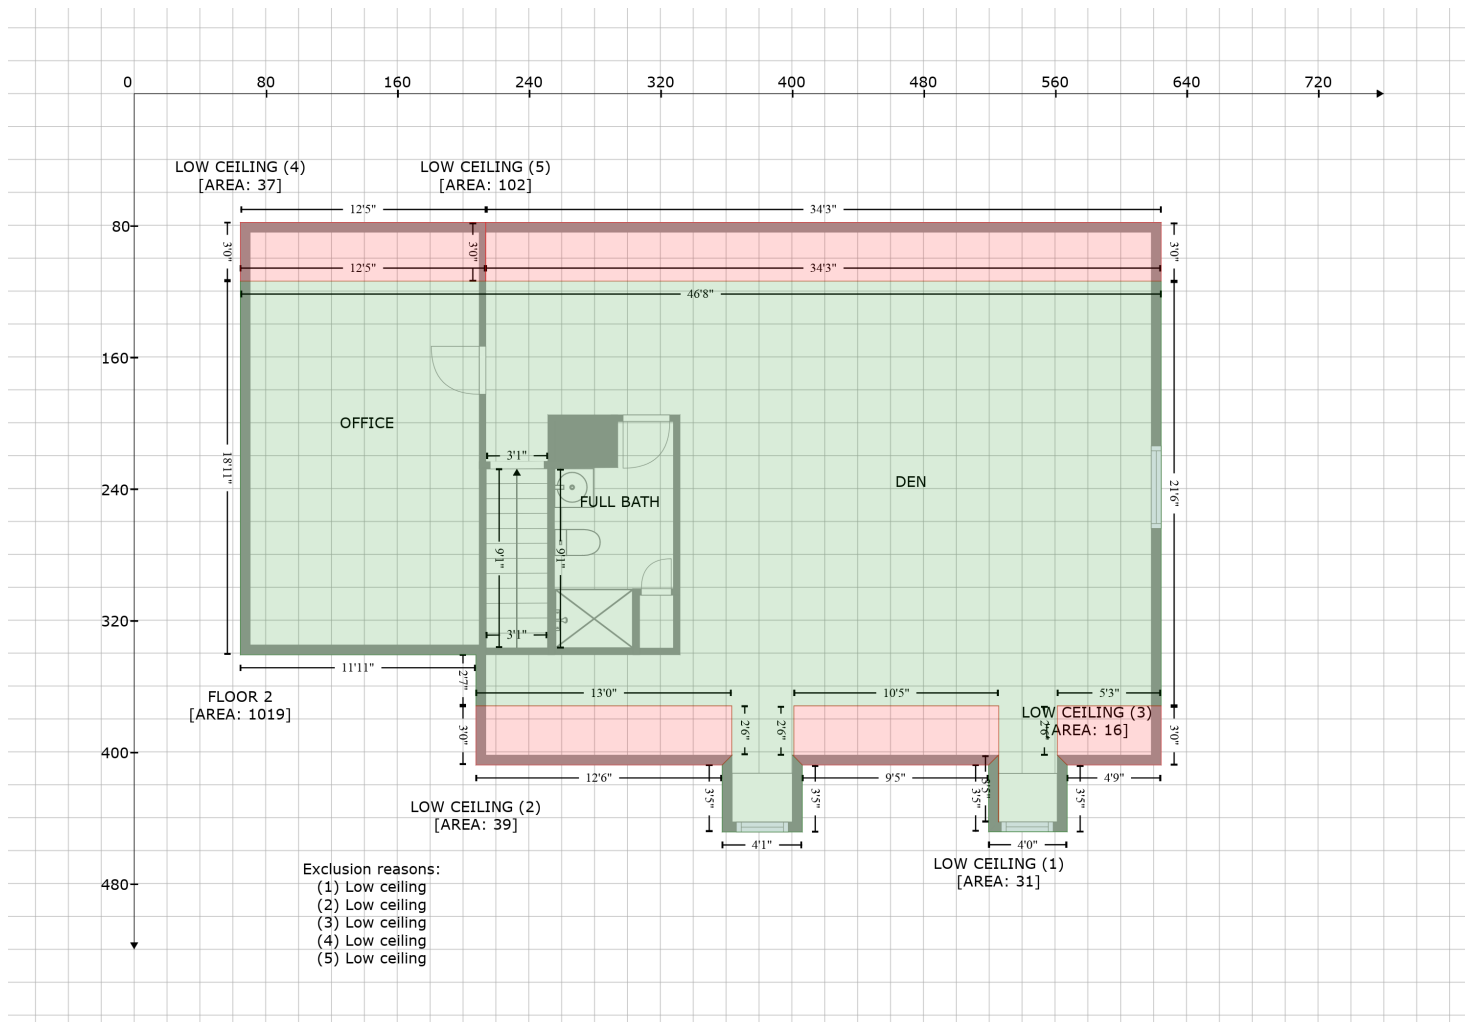 0 80 160 240 320 400 480 560 640 720
LOW CEILING (4)
[AREA: 37]
LOW CEILING (5)
[AREA: 102]
12'5" 34'3"
80
3'0" 3'0" 3'0"
12'5" 34'3"
46'8"
160
OFFICE
18'11"
3'1"
DEN
21'6"
240
FULL BATH
9'1" 9'1"
320
3'1"
11'11"
2'7"
13'0" 10'5" 5'3"
FLOOR 2
[AREA: 1019]
LOW CEILING (3)
[AREA: 16]
3'0" 2'6" 2'6" 2'6" 3'0"
400
12'6" 9'5" 4'9"
3'5" 3'5" 3'5" 3'5" 3'5"
LOW CEILING (2)
[AREA: 39]
4'1" 4'0"
LOW CEILING (1)
[AREA: 31]
480
Exclusion reasons:
(1) Low ceiling
(2) Low ceiling
(3) Low ceiling
(4) Low ceiling
(5) Low ceiling